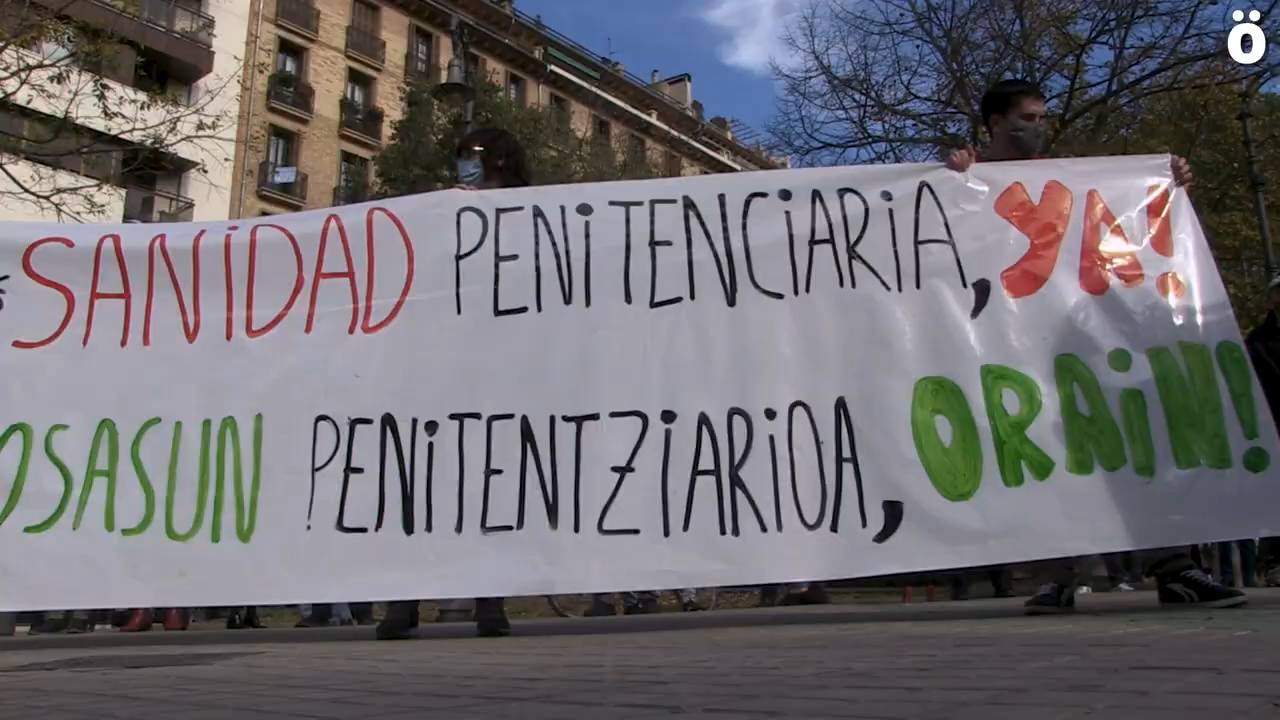 SANiDAD PENiTENCiARiA, YA!
OSASUN PENiTENTZiARiOA, ORAiN!
ö